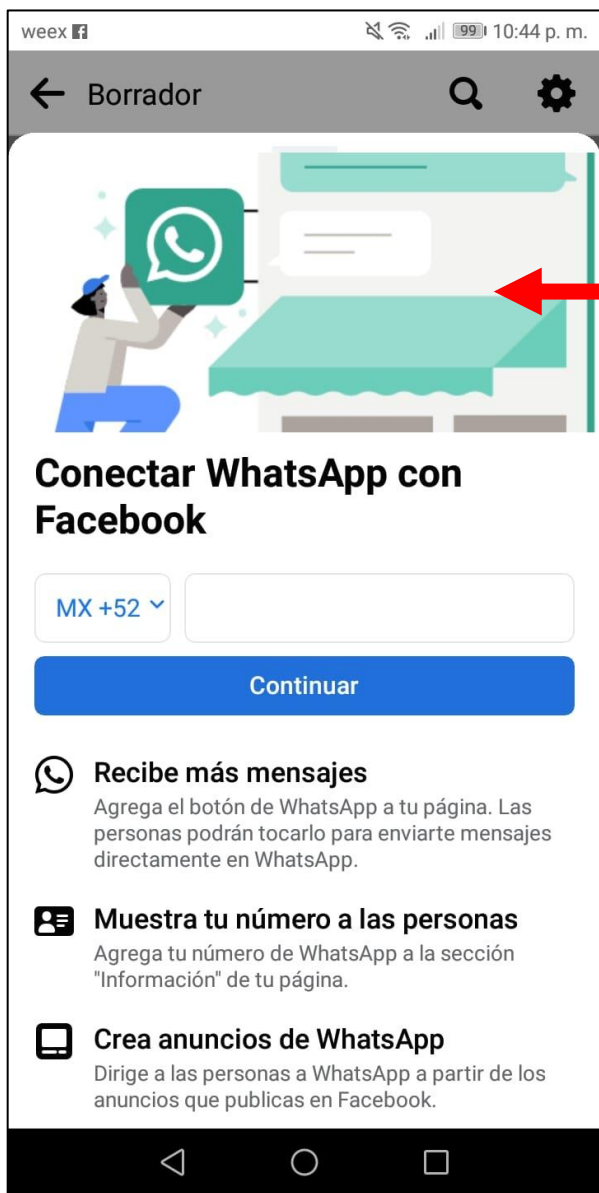 weex 99 10:44 p. m.
Borrador
Conectar WhatsApp con
Facebook
MX +52
Continuar
Recibe más mensajes
Agrega el botón de WhatsApp a tu página. Las
personas podrán tocarlo para enviarte mensajes
directamente en WhatsApp.
Muestra tu número a las personas
Agrega tu número de WhatsApp a la sección
"Información" de tu página.
Crea anuncios de WhatsApp
Dirige a las personas a WhatsApp a partir de los
anuncios que publicas en Facebook.